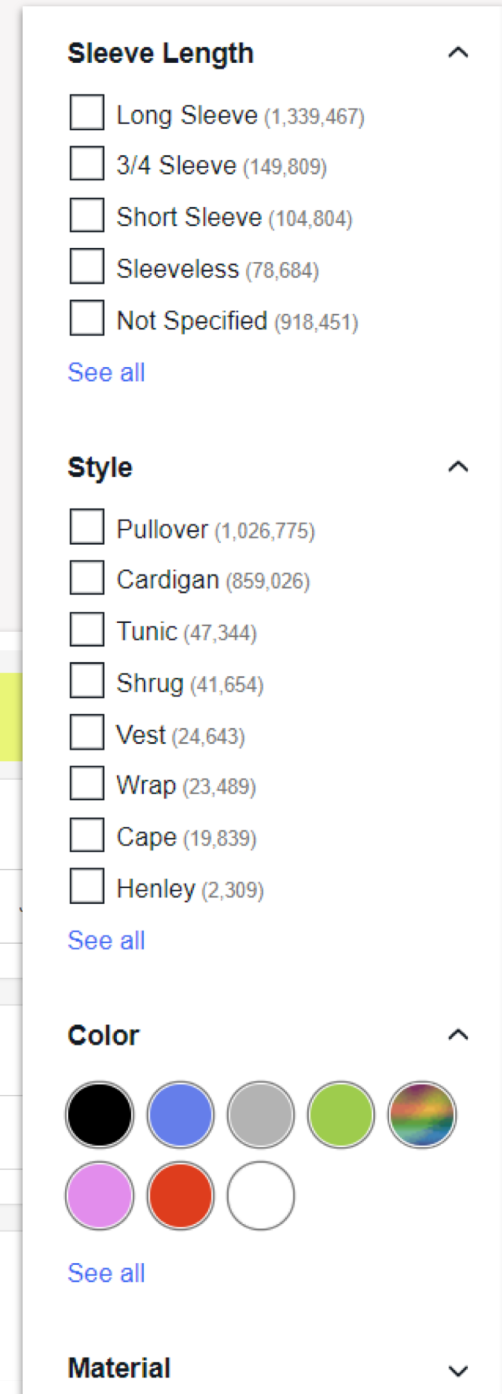 Sleeve Length
Long Sleeve (1,339,467)
3/4 Sleeve (149,809)
Short Sleeve (104,804)
Sleeveless (78,684)
Not Specified (918,451)
See all
Style
Pullover (1,026,775)
Cardigan (859,026)
Tunic (47,344)
Shrug (41,654)
Vest (24,643)
Wrap (23,489)
Cape (19,839)
Henley (2,309)
See all
Color
See all
Material